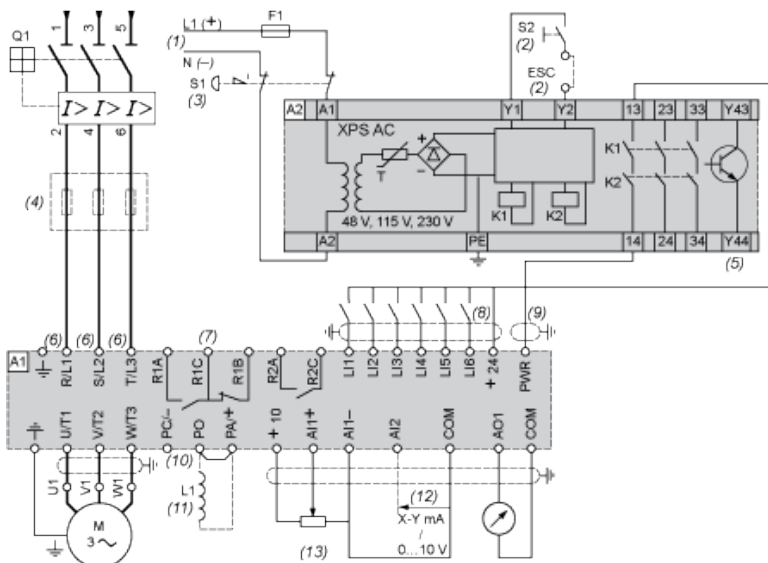 1 3 5
Q1
I> I> I>
2 4 6
(4)
L1 (+) F1
(1)
N (–)
S1
(3)
S2
(2)
ESC
(2)
A2 A1 Y1 Y2 13 23 33 Y43
XPS AC
+
–
T
K1
K2
K1 K2
48 V, 115 V, 230 V
A2 PE 14 24 34 Y44
(5)
(8) (9)
(6) (6) (6) (7)
A1
R/L1 S/L2 T/L3 R1A R1C R1B R2A R2C LI1 LI2 LI3 LI4 LI5 LI6 + 24 PWR
U/T1 V/T2 W/T3 PC/– PO PA/+ + 10 AI1+ AI1– AI2 COM AO1 COM
(10)
U1 V1 W1
L1
(11)
M
3 ~
(12)
X-Y mA
/
0...10 V
(13)